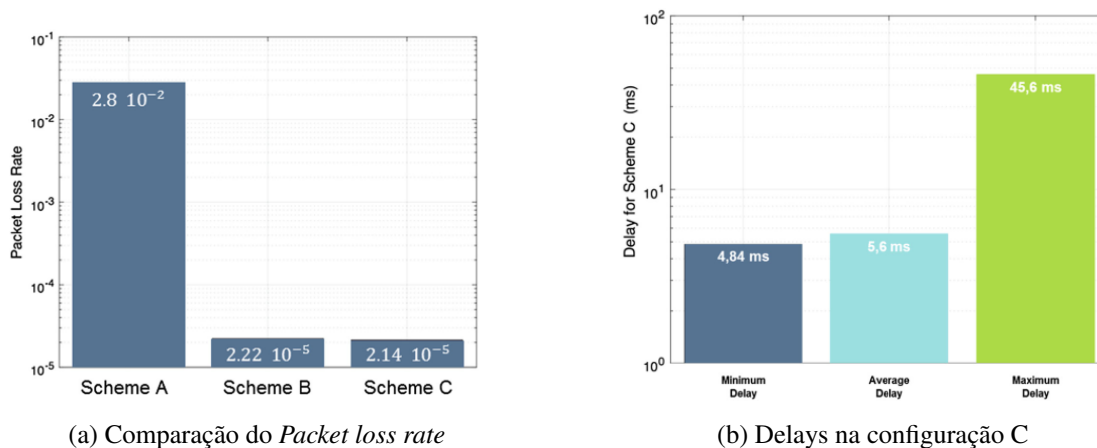 Packet Loss Rate
10^-1
10^-2
10^-3
10^-4
10^-5
2.8 10^-2
2.22 10^-5
2.14 10^-5
Scheme A Scheme B Scheme C
(a) Comparação do Packet loss rate
Delay for Scheme C (ms)
10^2
10^1
10^0
4,84 ms
5,6 ms
45,6 ms
Minimum Delay
Average Delay
Maximum Delay
(b) Delays na configuração C